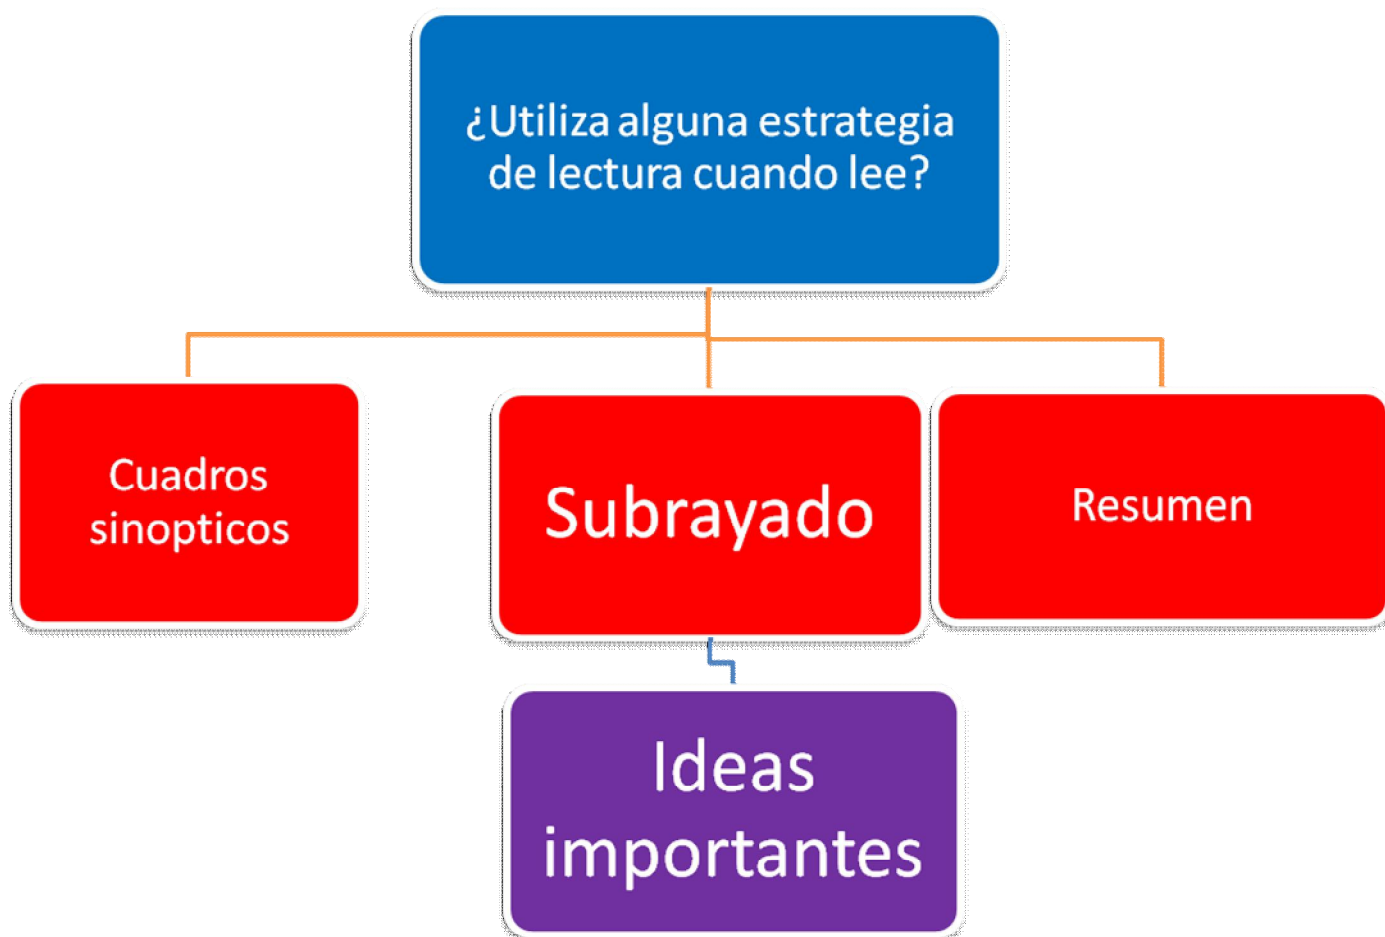 ¿Utiliza alguna estrategia
de lectura cuando lee?
Cuadros
sinopticos
Subrayado
Resumen
Ideas
importantes